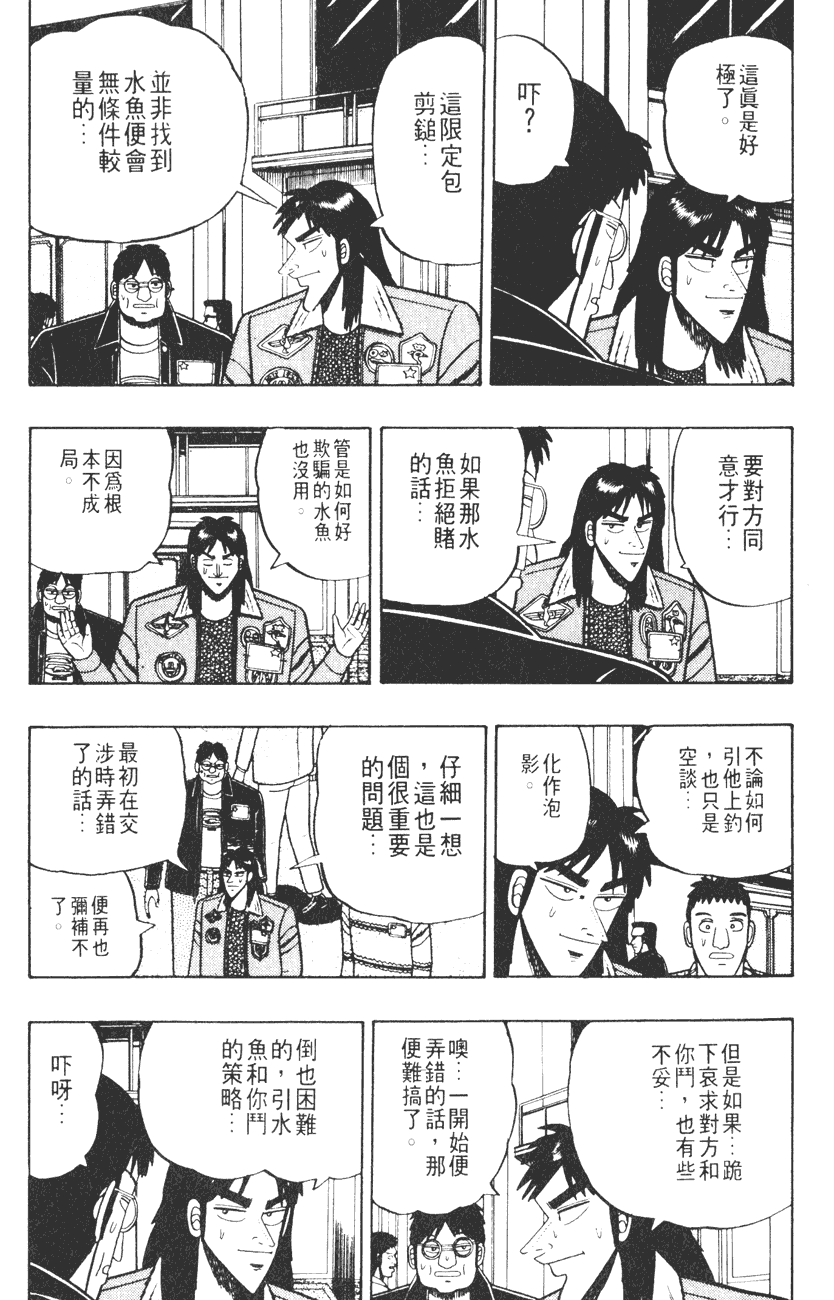 這眞是好
極了。
吓？
這限定包
剪鎚…
並非找到
水魚便會
無條件較
量的…
要對方同
意才行…
如果那水
魚拒絕賭
的話…
管是如何好
欺騙的水魚
也沒用。
因爲根
本不成
局。
不論如何
引他上釣
，也只是
空談…
化作泡
影。
仔細一想
，這也是
個很重要
的問題…
最初在交
涉時弄錯
了的話…
便再也
彌補不
了。
但是如果…跪
下哀求對方和
你鬥，也有些
不妥…
噢…一開始便
弄錯的話，那
便難搞了。
倒也困難
的，引水
魚和你鬥
的策略…
吓呀…